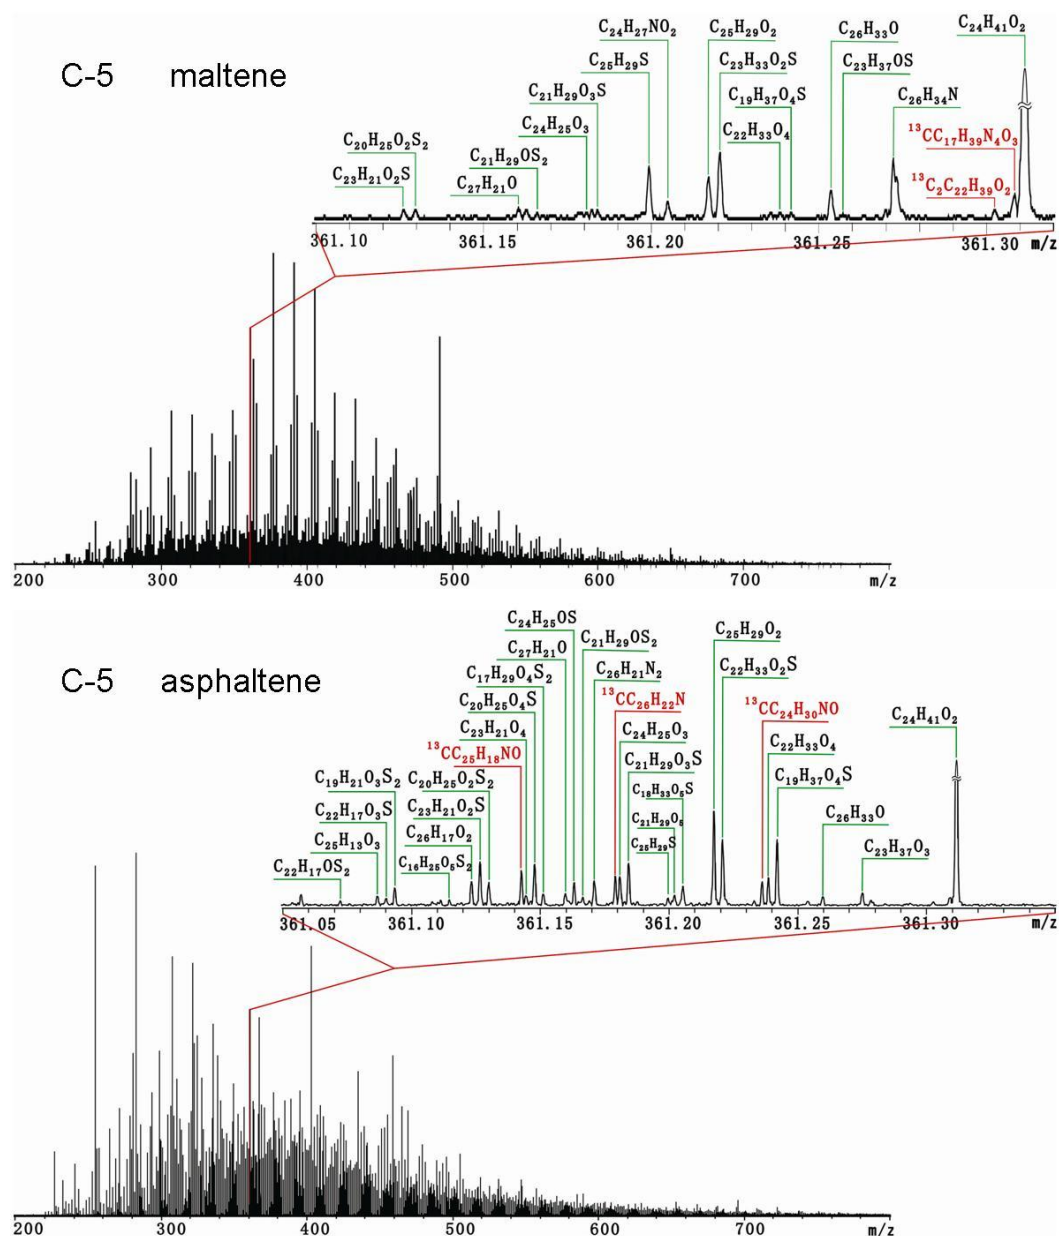 C-5 maltene
C₂₄H₂₇NO₂
C₂₅H₂₉O₂
C₂₆H₃₃O
C₂₄H₄₁O₂
C₂₅H₂₉S
C₂₃H₃₃O₂S
C₂₃H₃₇OS
C₂₁H₂₉O₃S
C₁₉H₃₇O₄S
C₂₆H₃₄N
C₂₄H₂₅O₃
C₂₂H₃₃O₄
¹³CC₁₇H₃₉N₄O₃
C₂₀H₂₅O₂S₂
C₂₁H₂₉OS₂
C₂₃H₂₁O₂S
C₂₇H₂₁O
¹³C₂C₂₂H₃₉O₂
361.10 361.15 361.20 361.25 361.30 m/z
200 300 400 500 600 700 m/z
C-5 asphaltene
C₂₄H₂₅OS
C₂₁H₂₉OS₂
C₂₅H₂₉O₂
C₂₇H₂₁O
C₂₆H₂₁N₂
C₂₂H₃₃O₂S
C₁₇H₂₉O₄S₂
¹³CC₂₆H₂₂N
¹³CC₂₄H₃₀NO
C₂₄H₄₁O₂
C₂₀H₂₅O₄S
C₂₄H₂₅O₃
C₂₂H₃₃O₄
C₂₃H₂₁O₄
C₂₁H₂₉O₃S
C₁₉H₃₇O₄S
¹³CC₂₅H₁₈NO
C₁₉H₂₁O₃S₂
C₂₀H₂₅O₂S₂
C₁₈H₃₃O₅S
C₂₂H₁₇O₃S
C₂₃H₂₁O₂S
C₂₁H₂₉O₅
C₂₆H₃₃O
C₂₅H₁₃O₃
C₂₆H₁₇O₂
C₂₅H₂₉S
C₂₃H₃₇O₃
C₂₂H₁₇OS₂
C₁₆H₂₅O₅S₂
361.05 361.10 361.15 361.20 361.25 361.30 m/z
200 300 400 500 600 700 m/z